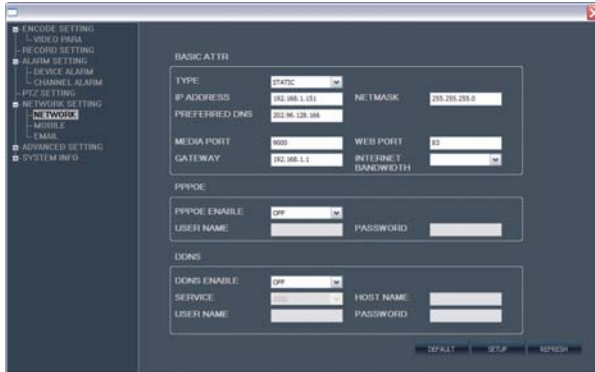 ENCODE SETTING
VIDEO PARA
RECORD SETTING
ALARM SETTING
DEVICE ALARM
CHANNEL ALARM
PTZ SETTING
NETWORK SETTING
NETWORK
MOBILE
EMAIL
ADVANCED SETTING
SYSTEM INFO
BASIC ATTR
TYPE STATIC
IP ADDRESS 192.168.1.151 NETMASK 255.255.255.0
PREFERRED DNS 202.96.128.166
MEDIA PORT 9000 WEB PORT 83
GATEWAY 192.168.1.1 INTERNET BANDWIDTH
PPPOE
PPPOE ENABLE OFF
USER NAME PASSWORD
DDNS
DDNS ENABLE OFF
SERVICE HOST NAME
USER NAME PASSWORD
DEFAULT SETUP REFRESH